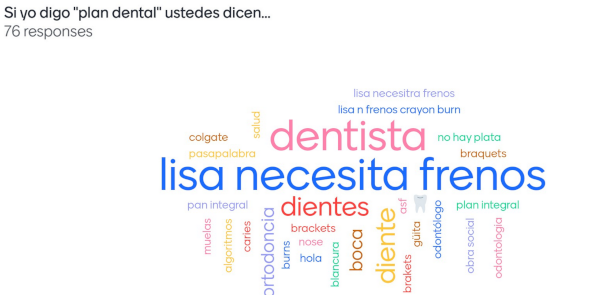 Si yo digo "plan dental" ustedes dicen...
76 responses
lisa necesitra frenos
lisa n frenos crayon burn
salud
colgate
dentista
no hay plata
pasapalabra
braquets
lisa necesita frenos
pan integral
dientes
asf
plan integral
muelas
algoritmos
caries
ortodoncia
burns
brackets
nose
hola
blancura
boca
diente
brakets
güita
odontólogo
obra social
odontologia